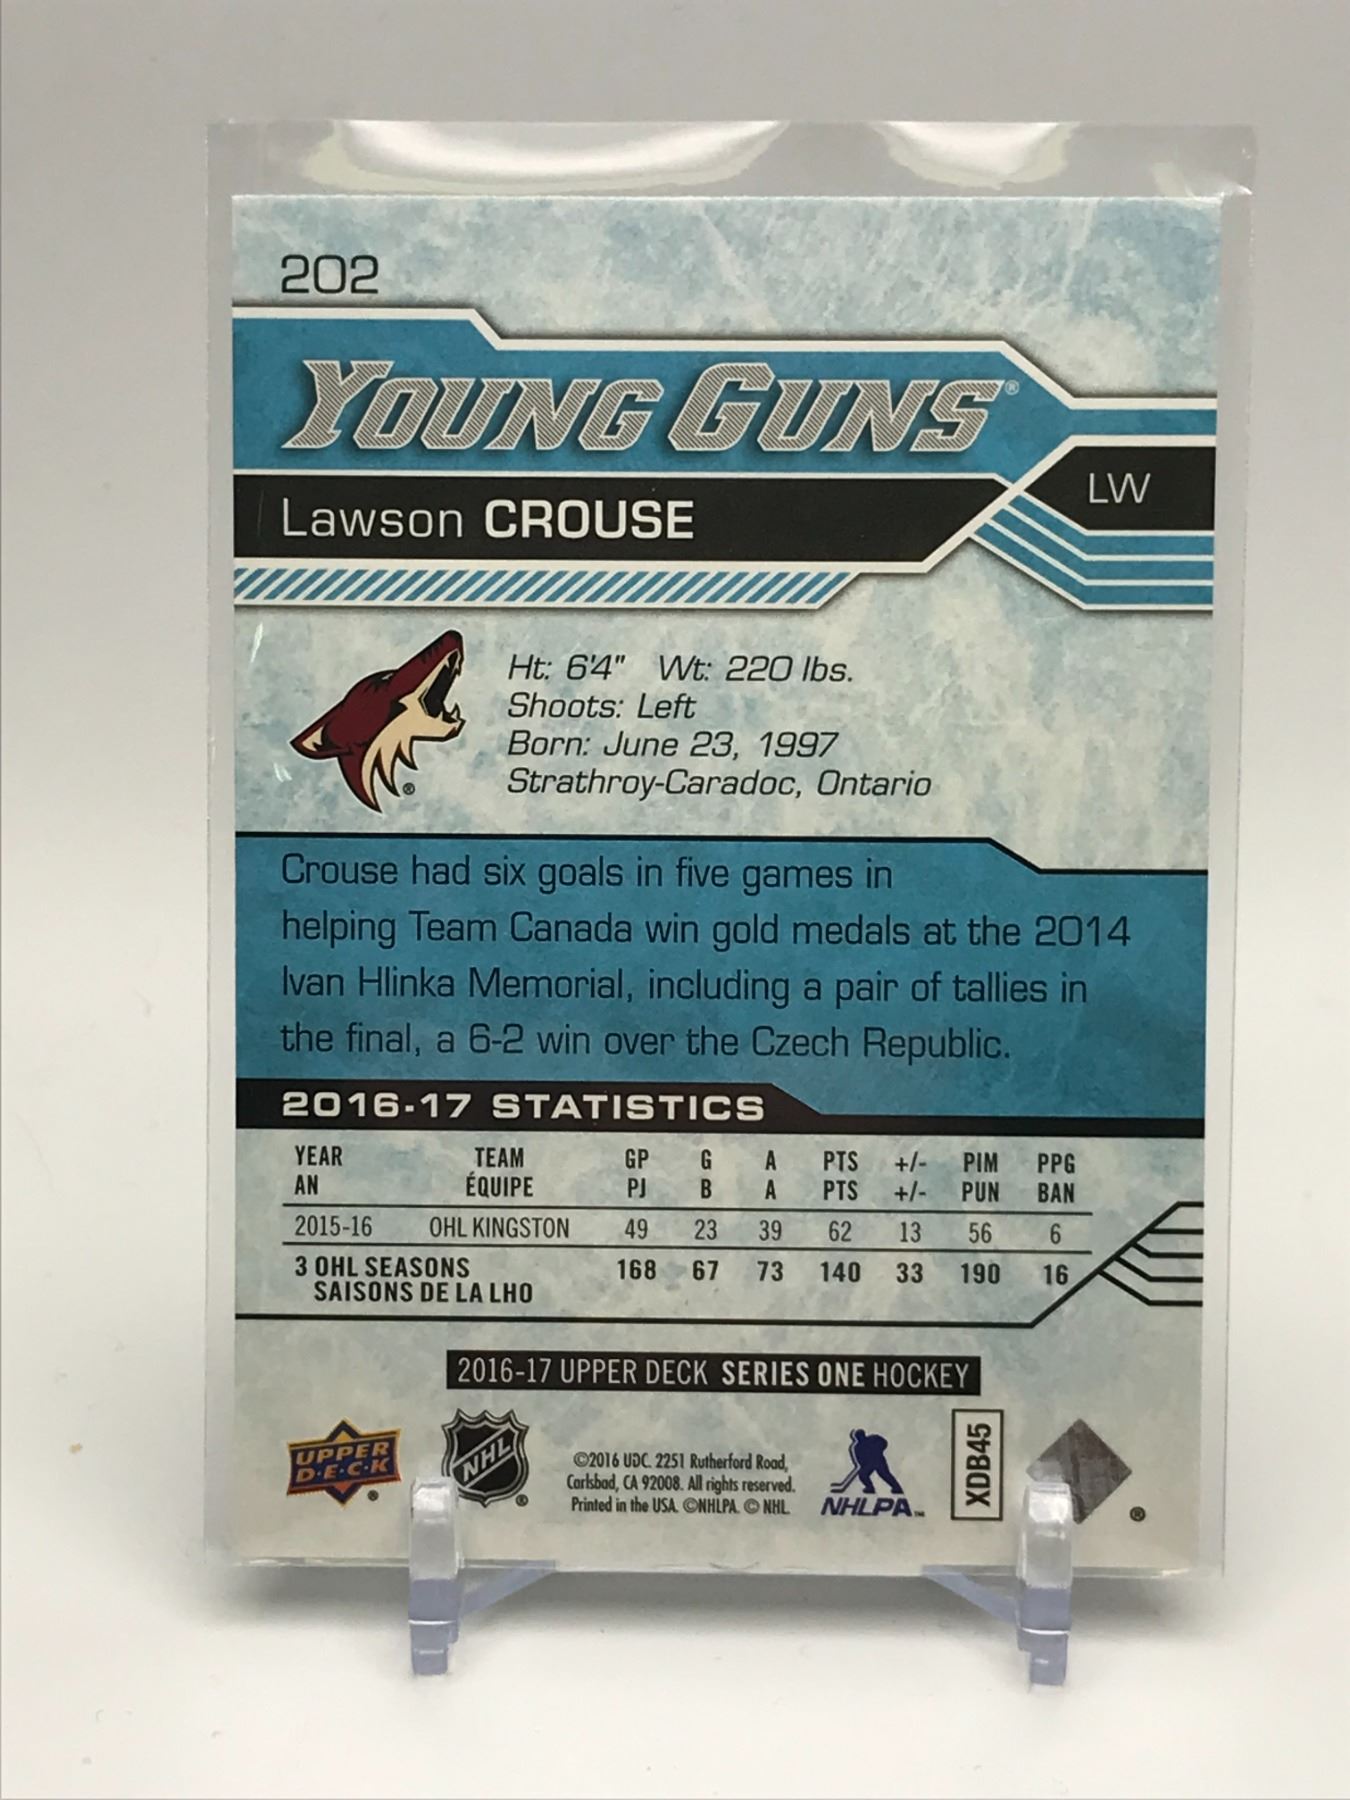 202
YOUNG GUNS®
LW
Lawson CROUSE
Ht: 6'4" Wt: 220 lbs.
Shoots: Left
Born: June 23, 1997
Strathroy-Caradoc, Ontario
®
Crouse had six goals in five games in
helping Team Canada win gold medals at the 2014
Ivan Hlinka Memorial, including a pair of tallies in
the final, a 6-2 win over the Czech Republic.
2016-17 STATISTICS
YEAR TEAM GP G A PTS +/- PIM PPG
AN ÉQUIPE PJ B A PTS +/- PUN BAN
2015-16 OHL KINGSTON 49 23 39 62 13 56 6
3 OHL SEASONS 168 67 73 140 33 190 16
SAISONS DE LA LHO
2016-17 UPPER DECK SERIES ONE HOCKEY
UPPER
D·E·C·K
®
NHL
®
©2016 UDC. 2251 Rutherford Road,
Carlsbad, CA 92008. All rights reserved.
Printed in the USA. ©NHLPA. © NHL.
NHLPA™
XDB45
®